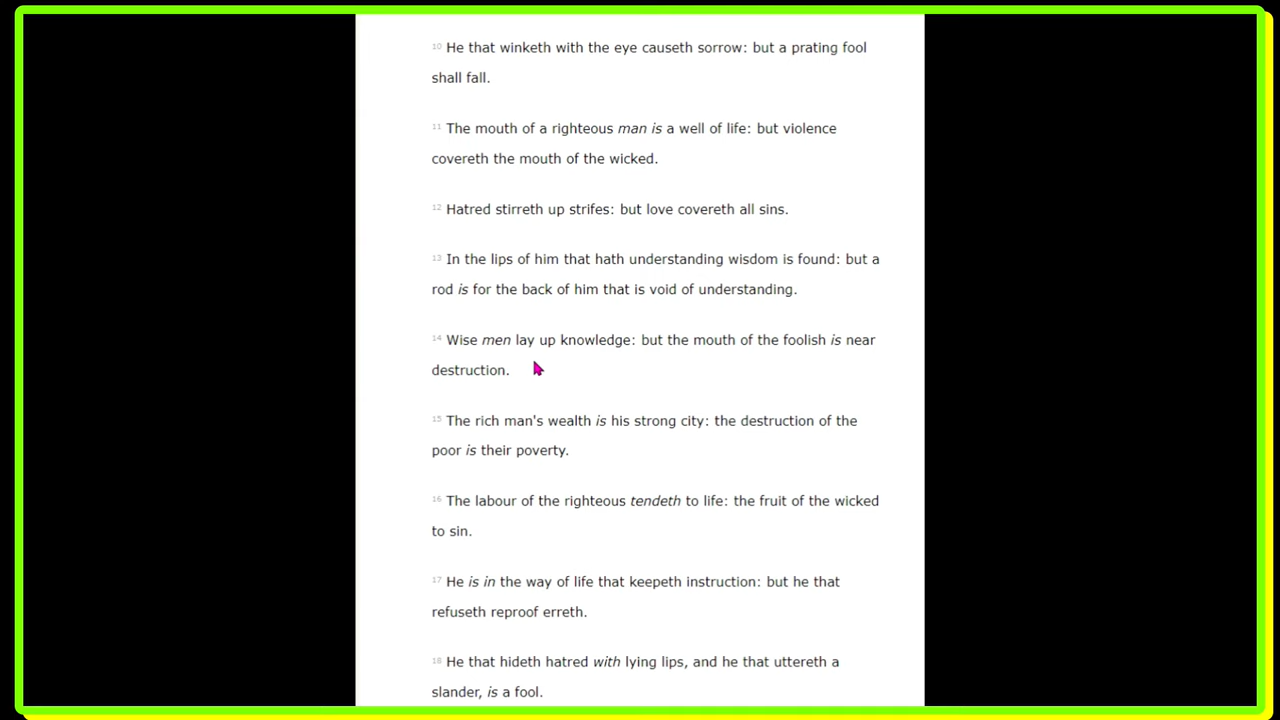 10 He that winketh with the eye causeth sorrow: but a prating fool
shall fall.
11 The mouth of a righteous man is a well of life: but violence
covereth the mouth of the wicked.
12 Hatred stirreth up strifes: but love covereth all sins.
13 In the lips of him that hath understanding wisdom is found: but a
rod is for the back of him that is void of understanding.
14 Wise men lay up knowledge: but the mouth of the foolish is near
destruction.
15 The rich man's wealth is his strong city: the destruction of the
poor is their poverty.
16 The labour of the righteous tendeth to life: the fruit of the wicked
to sin.
17 He is in the way of life that keepeth instruction: but he that
refuseth reproof erreth.
18 He that hideth hatred with lying lips, and he that uttereth a
slander, is a fool.